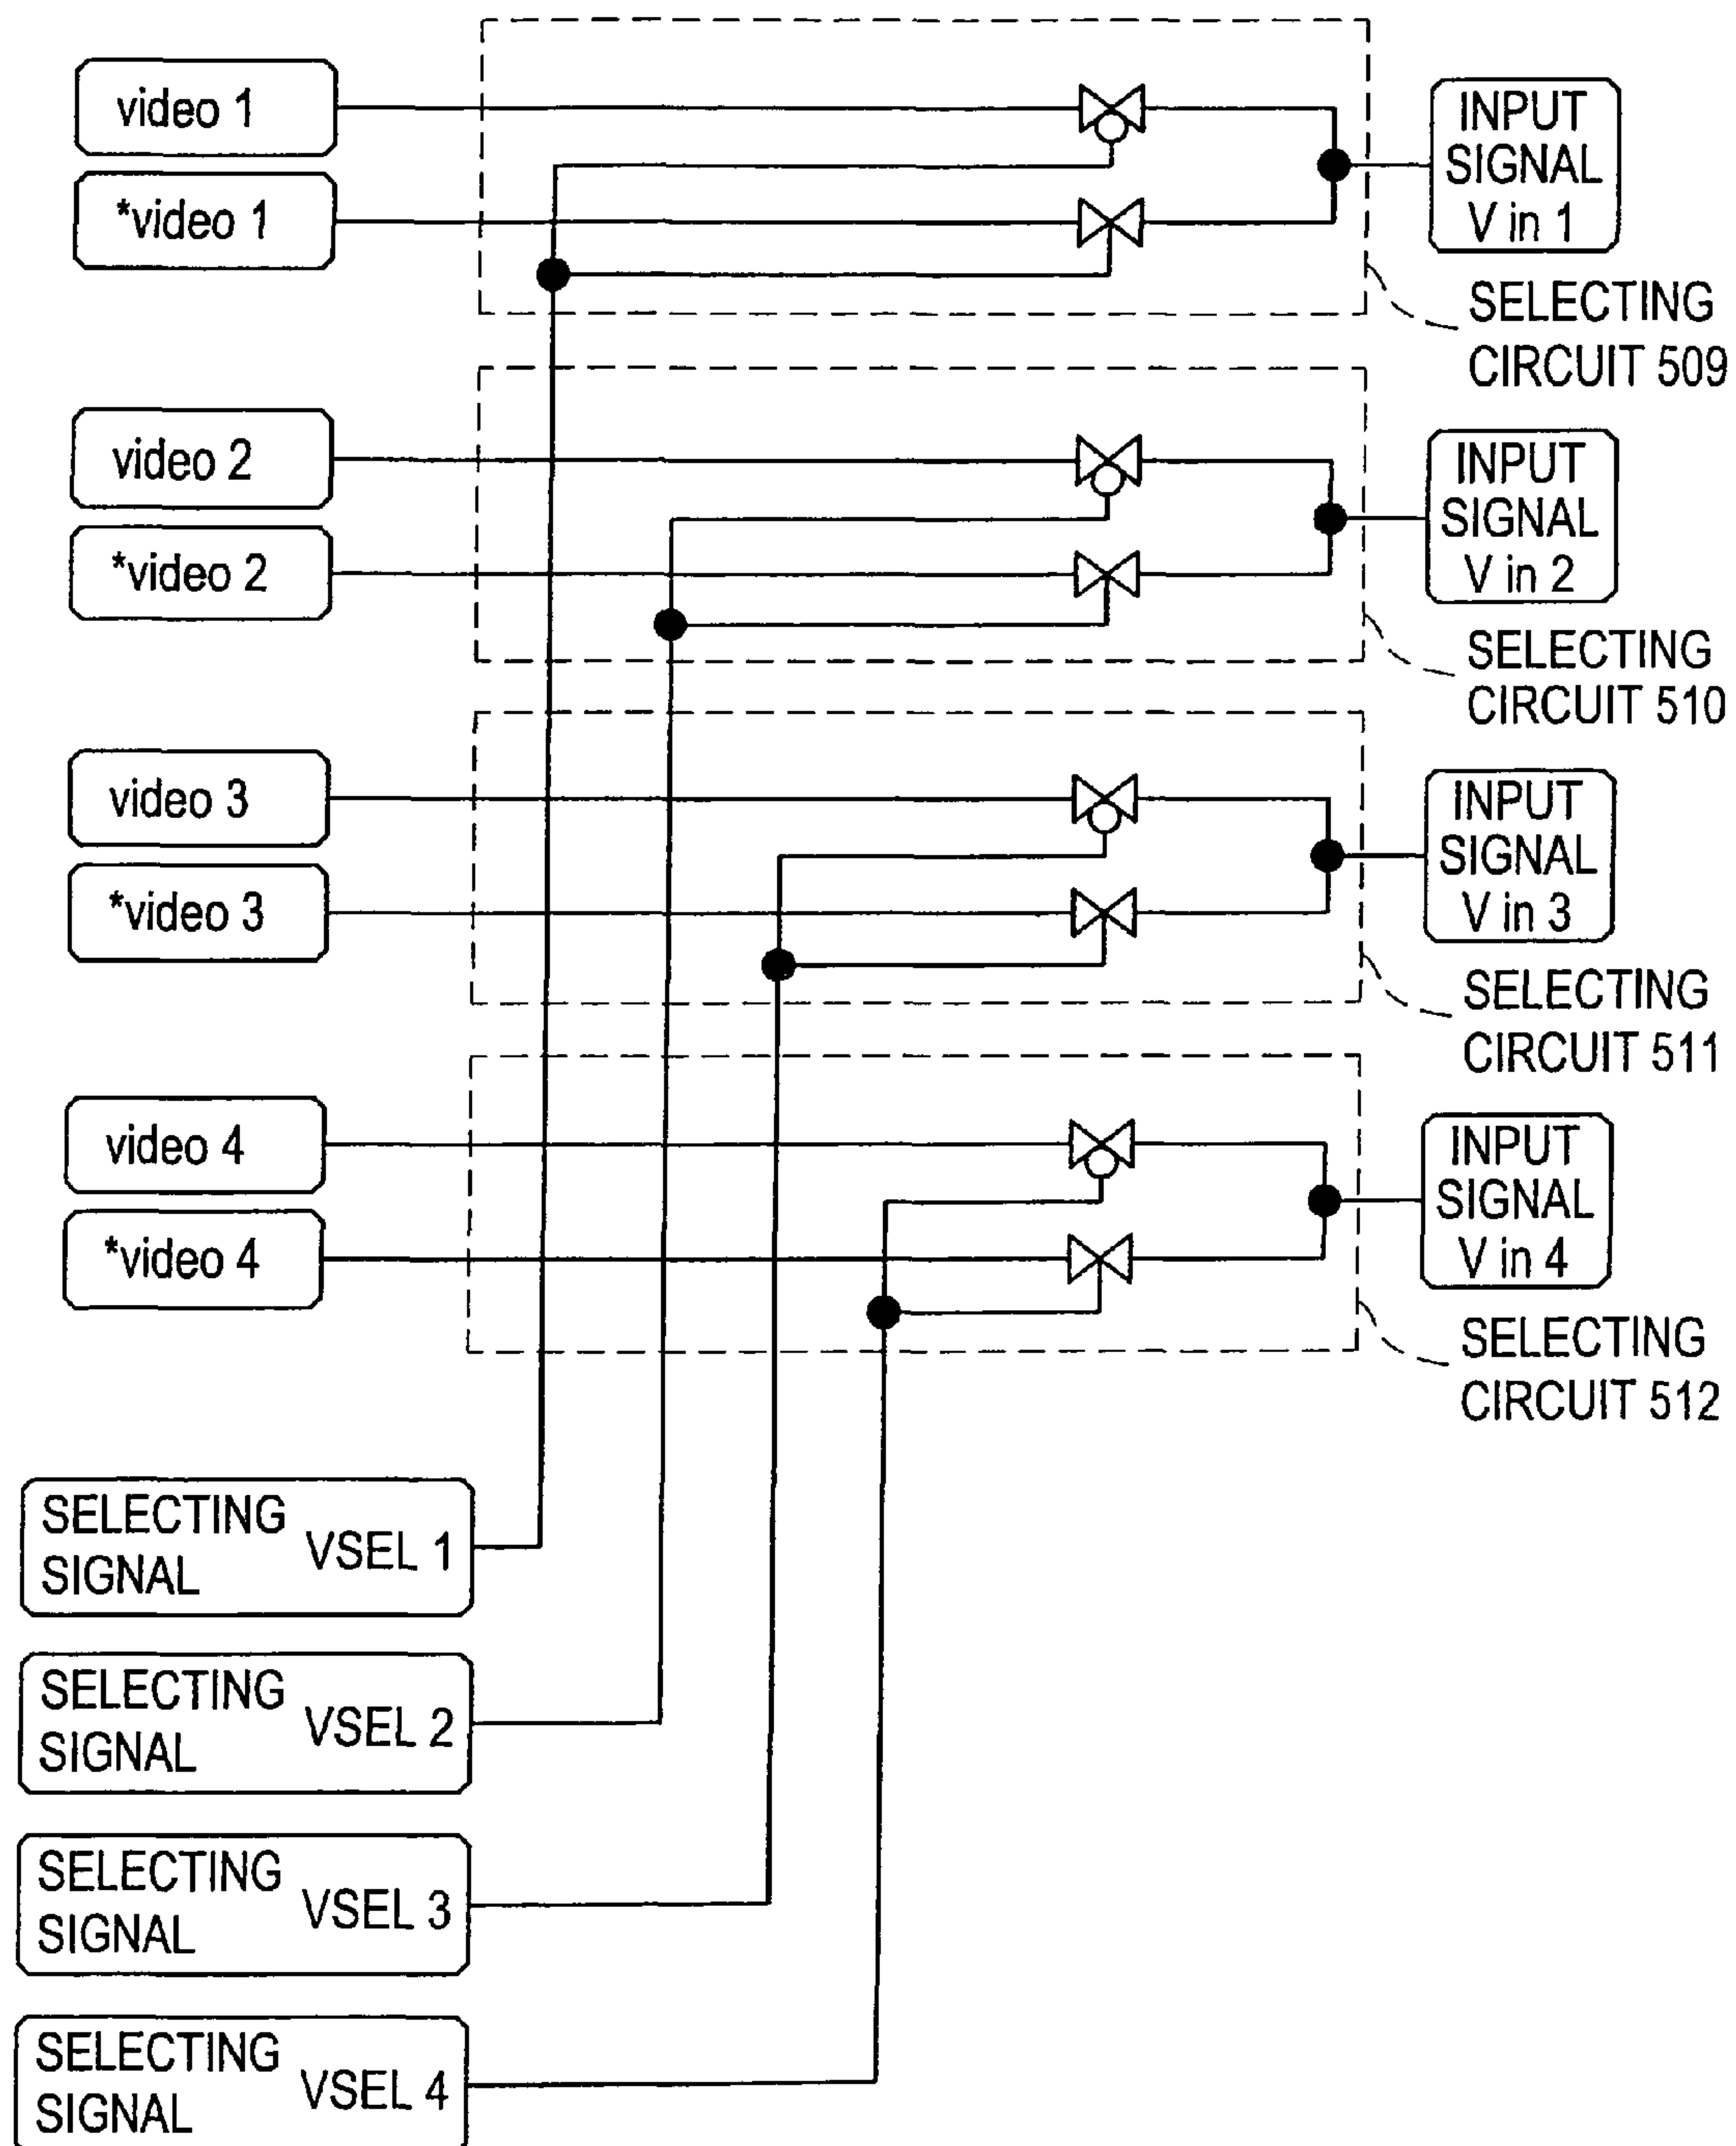 video 1
*video 1
INPUT
SIGNAL
V in 1
SELECTING
CIRCUIT 509
video 2
*video 2
INPUT
SIGNAL
V in 2
SELECTING
CIRCUIT 510
video 3
*video 3
INPUT
SIGNAL
V in 3
SELECTING
CIRCUIT 511
video 4
*video 4
INPUT
SIGNAL
V in 4
SELECTING
CIRCUIT 512
SELECTING
SIGNAL
VSEL 1
SELECTING
SIGNAL
VSEL 2
SELECTING
SIGNAL
VSEL 3
SELECTING
SIGNAL
VSEL 4